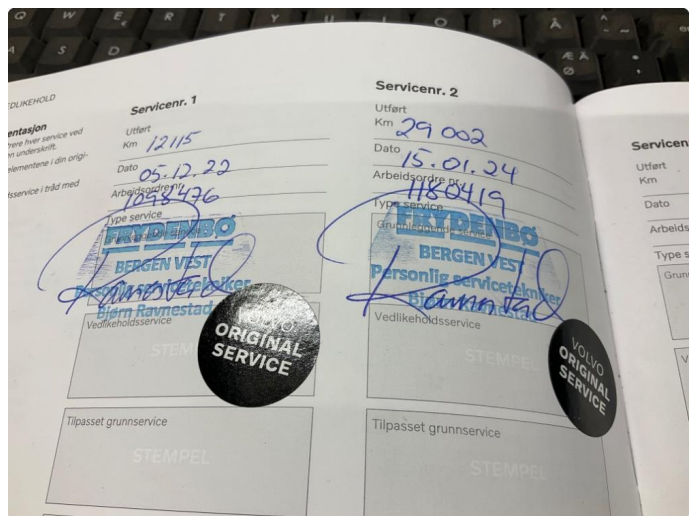 Q W E R T Y U I O P Å
A S D Æ Ä Ø
EDLIKEHOLD
entasjon
trere hver service ved
en underskrift.
elementene i din origi-
dsservice i tråd med
Servicenr. 1
Utført
Km 12115
Dato 05.12.22
Arbeidsordre nr.
1098476
Type service
FRYDENBØ
BERGEN VEST
Personlig servicetekniker
Bjørn Ravnestad
Ravnestad
Vedlikeholdsservice
STEMPEL
VOLVO
ORIGINAL
SERVICE
Tilpasset grunnservice
STEMPEL
Servicenr. 2
Utført
Km 29 002
Dato 15.01.24
Arbeidsordre nr.
1180419
Type service
Grunnleggende service
FRYDENBØ
BERGEN VEST
Personlig servicetekniker
Bjørn Ravnestad
Ravnestad
Vedlikeholdsservice
STEMPEL
VOLVO
ORIGINAL
SERVICE
Tilpasset grunnservice
STEMPEL
Servicen
Utført
Km
Dato
Arbeids
Type s
Grun
V